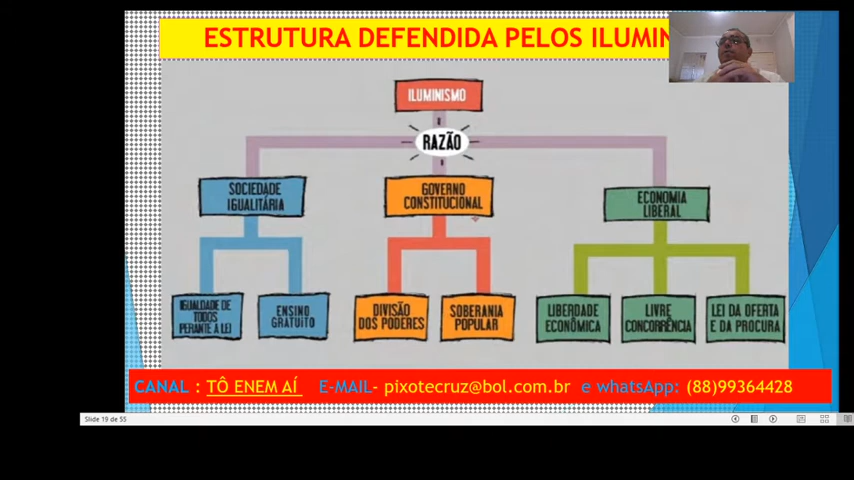 ESTRUTURA DEFENDIDA PELOS ILUMIN
ILUMINISMO
RAZÃO
SOCIEDADE
IGUALITÁRIA
GOVERNO
CONSTITUCIONAL
ECONOMIA
LIBERAL
IGUALDADE DE
TODOS
PERANTE A LEI
ENSINO
GRATUITO
DIVISÃO
DOS PODERES
SOBERANIA
POPULAR
LIBERDADE
ECONÔMICA
LIVRE
CONCORRÊNCIA
LEI DA OFERTA
E DA PROCURA
CANAL : TÔ ENEM AÍ E-MAIL- pixotecruz@bol.com.br e whatsApp: (88)99364428
Slide 19 de 55